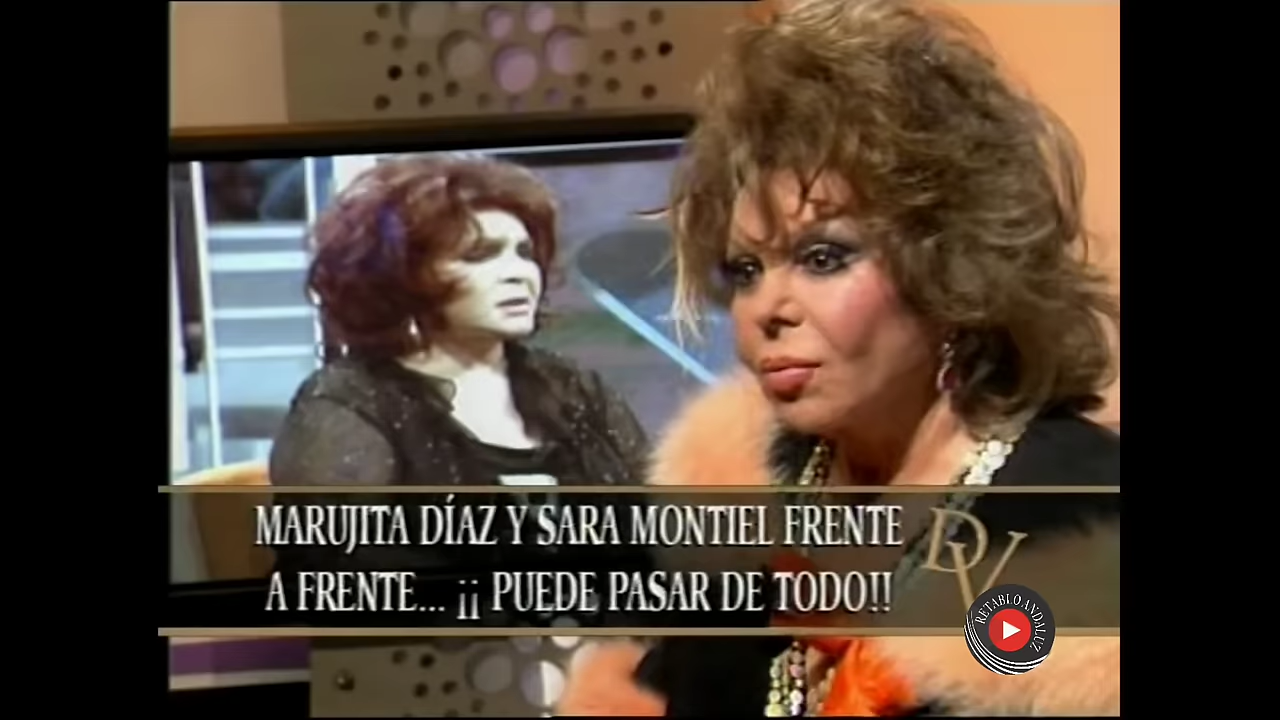 MARUJITA DÍAZ Y SARA MONTIEL FRENTE
A FRENTE... ¡¡ PUEDE PASAR DE TODO!!
DV
RETABLO ANDALUZ